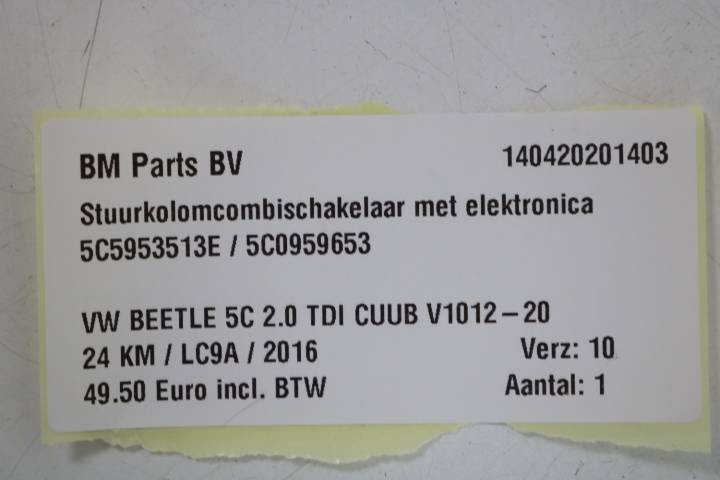 BM Parts BV 140420201403
Stuurkolomcombischakelaar met elektronica
5C5953513E / 5C0959653
VW BEETLE 5C 2.0 TDI CUUB V1012-20
24 KM / LC9A / 2016 Verz: 10
49.50 Euro incl. BTW Aantal: 1